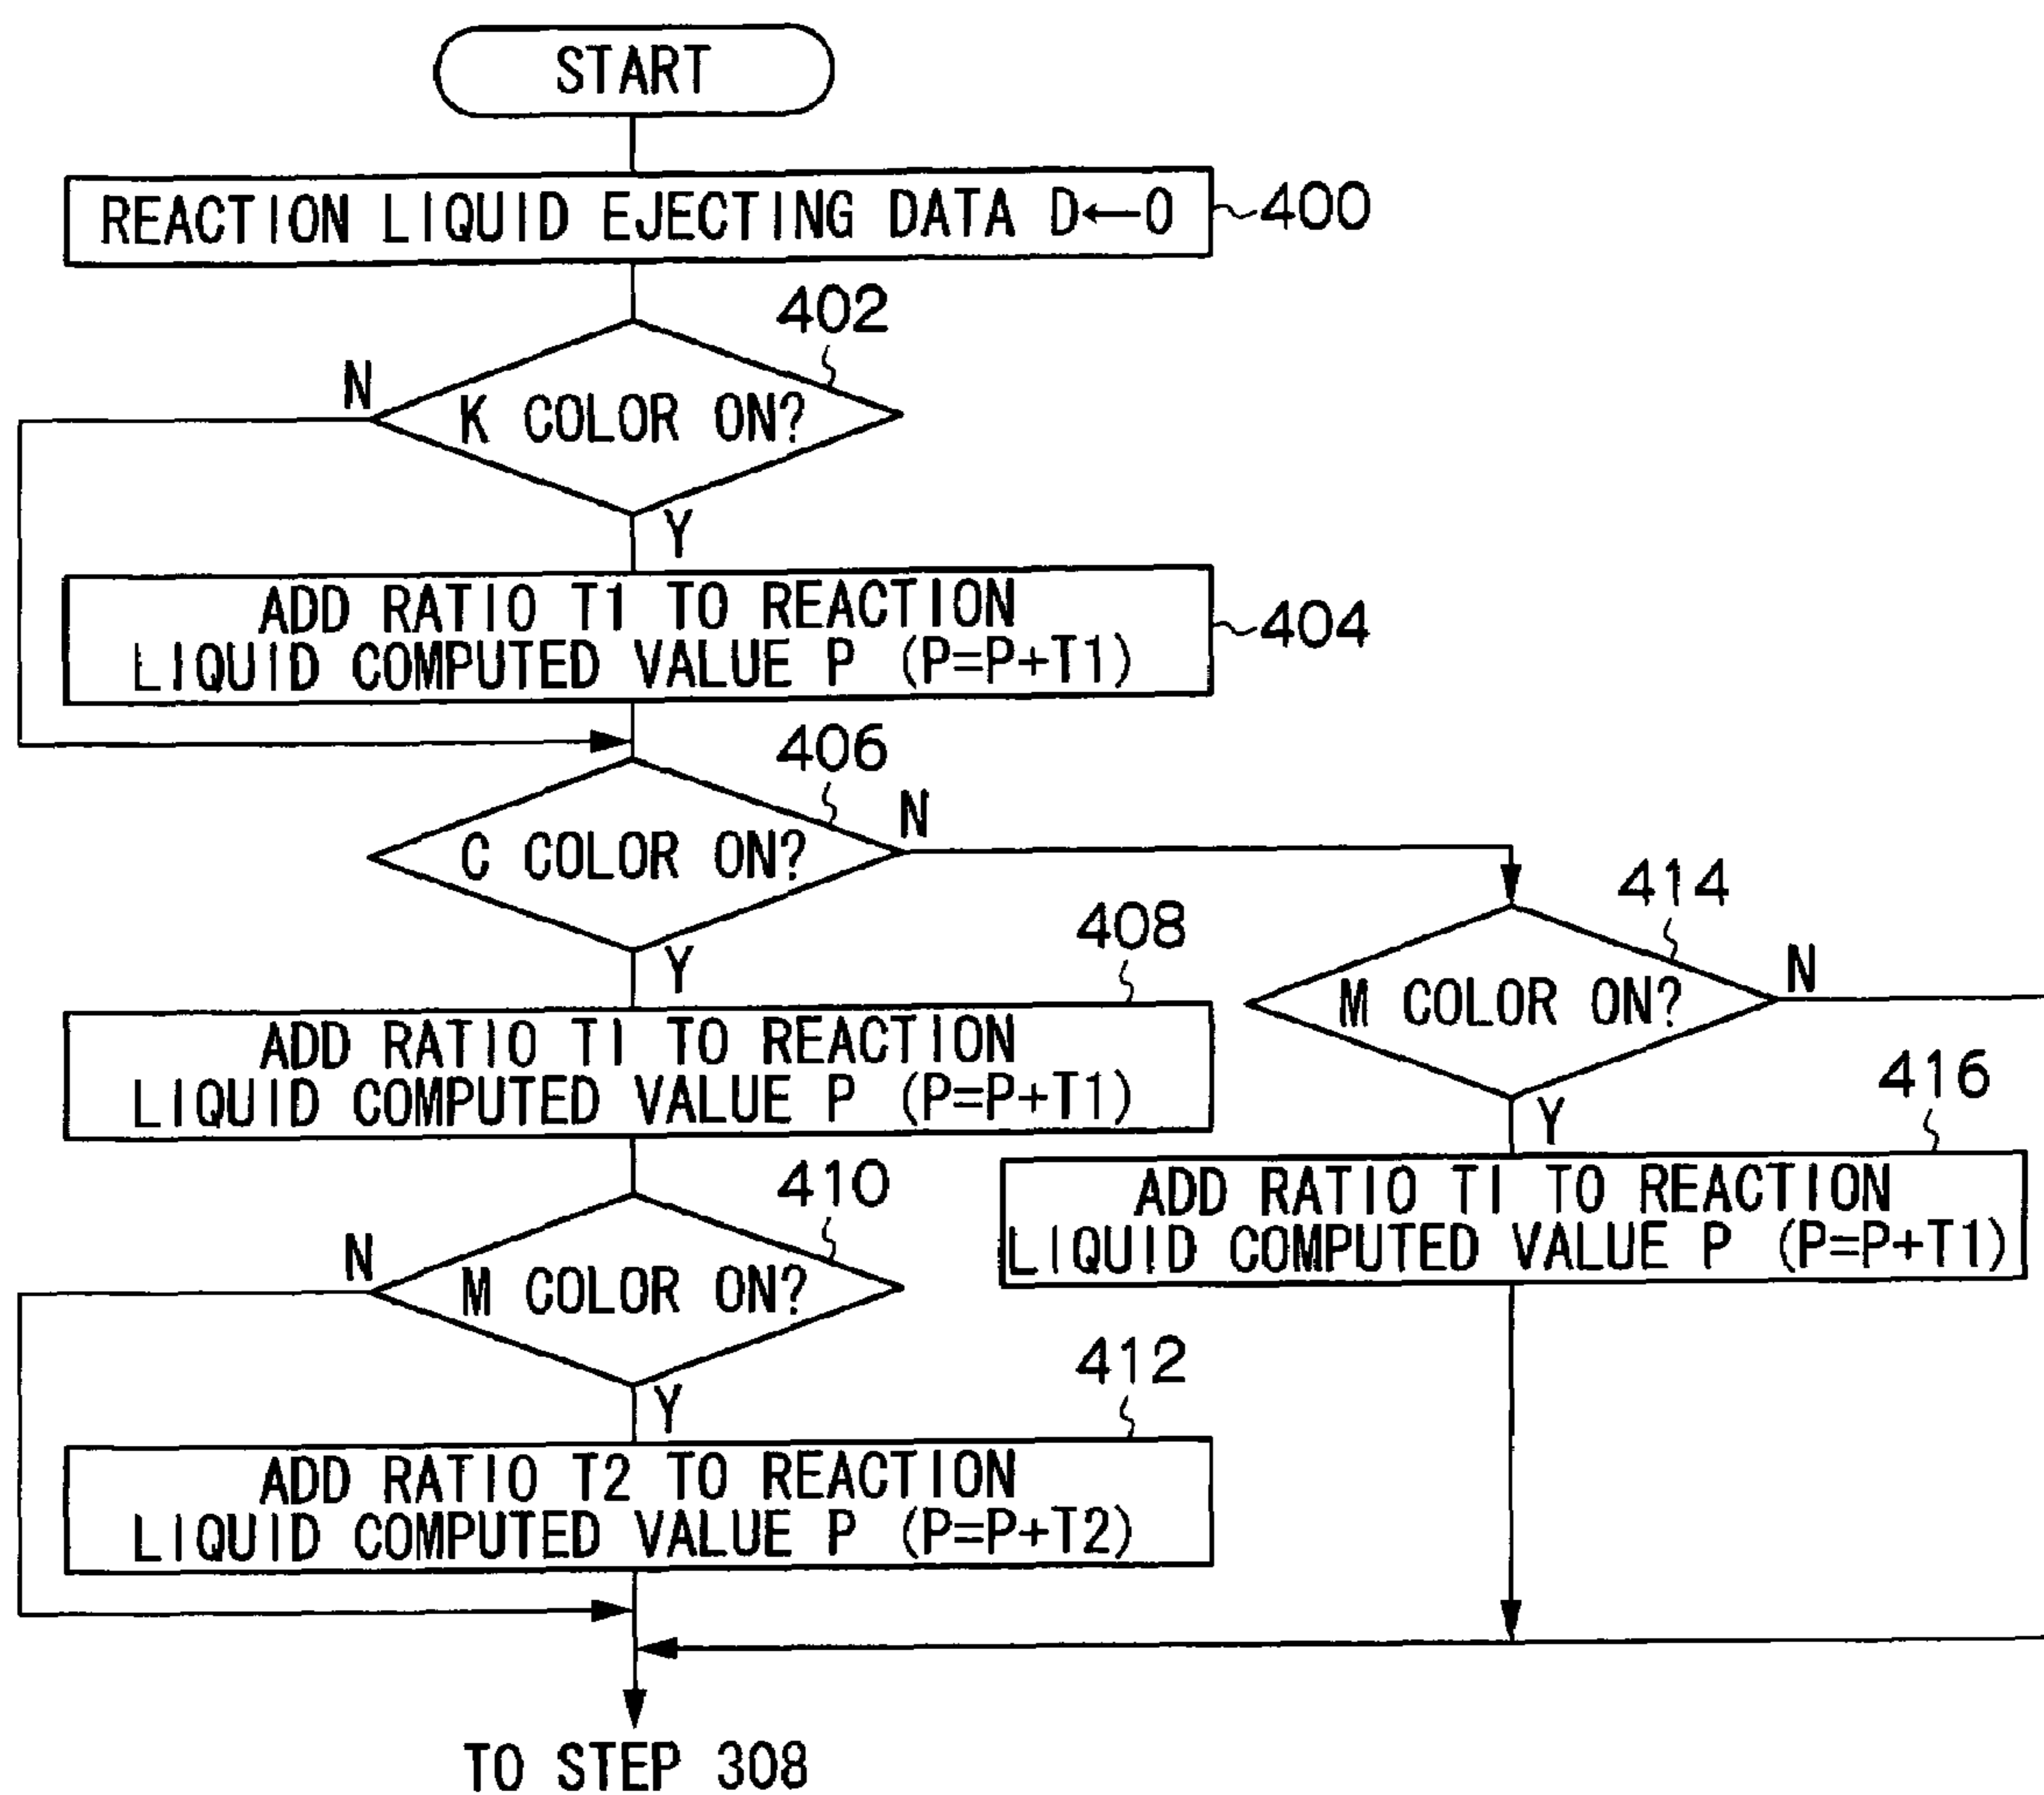 START
REACTION LIQUID EJECTING DATA D←0
400
402
N
K COLOR ON?
Y
ADD RATIO T1 TO REACTION
LIQUID COMPUTED VALUE P (P=P+T1)
404
406
N
C COLOR ON?
Y
408
ADD RATIO T1 TO REACTION
LIQUID COMPUTED VALUE P (P=P+T1)
414
N
M COLOR ON?
Y
416
ADD RATIO T1 TO REACTION
LIQUID COMPUTED VALUE P (P=P+T1)
410
N
M COLOR ON?
Y
412
ADD RATIO T2 TO REACTION
LIQUID COMPUTED VALUE P (P=P+T2)
TO STEP 308